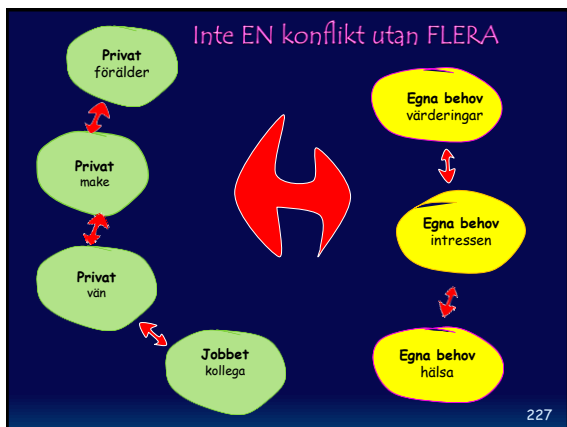 Inte EN konflikt utan FLERA
Privat
förälder
Privat
make
Privat
vän
Jobbet
kollega
Egna behov
värderingar
Egna behov
intressen
Egna behov
hälsa
227